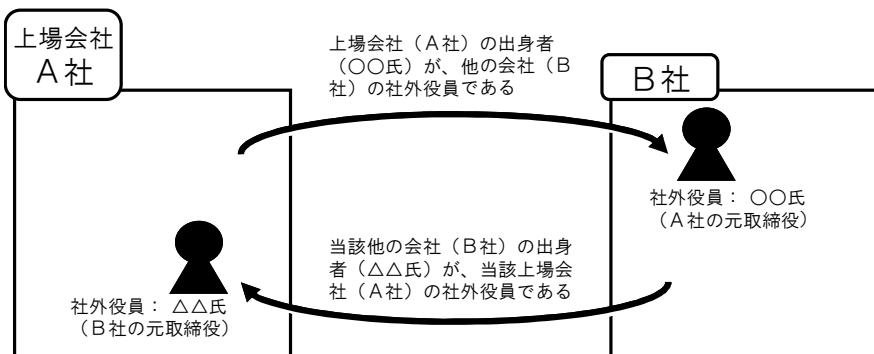 上場会社
A社
上場会社（A社）の出身者
（〇〇氏）が、他の会社（B
社）の社外役員である
B社
社外役員： 〇〇氏
（A社の元取締役）
当該他の会社（B社）の出身
者（△△氏）が、当該上場会
社（A社）の社外役員である
社外役員： △△氏
（B社の元取締役）